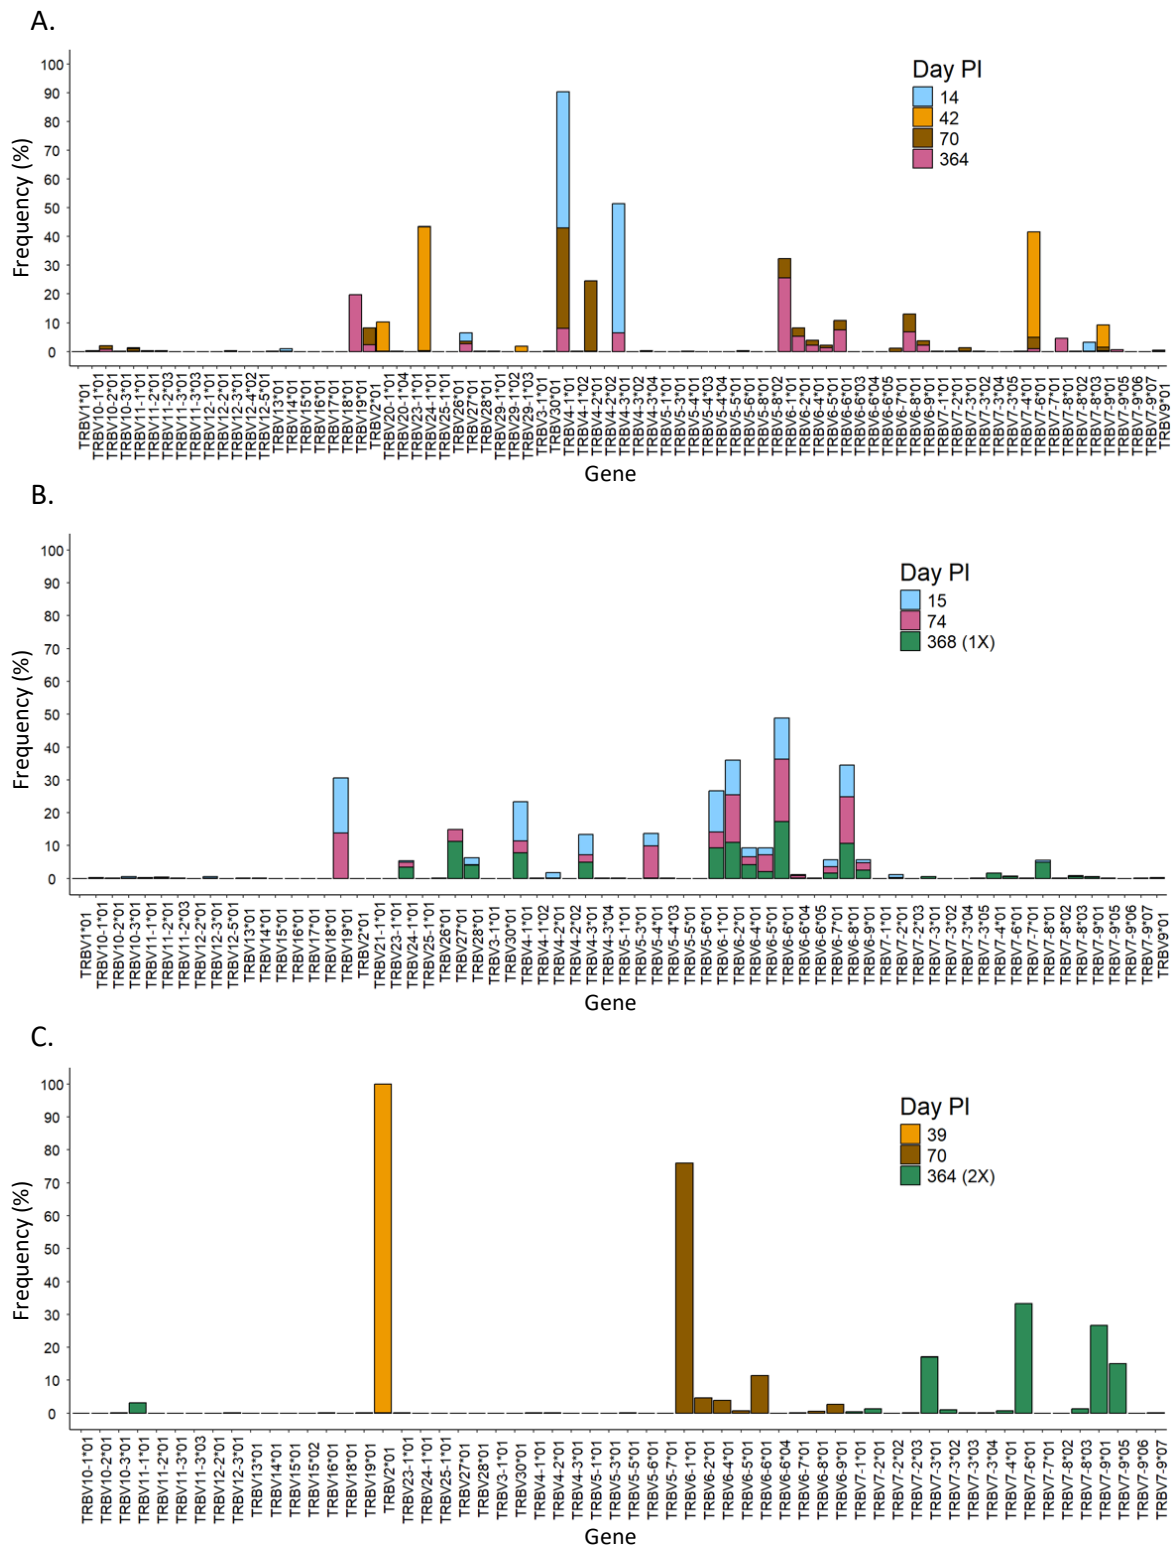 A.
100
90
80
70
60
50
40
30
20
10
0
Frequency (%)
Day PI
14
42
70
364
TRBV1*01
TRBV10-1*01
TRBV10-2*01
TRBV10-3*01
TRBV11-1*01
TRBV11-2*01
TRBV11-2*03
TRBV11-3*01
TRBV11-3*03
TRBV12-1*01
TRBV12-2*01
TRBV12-3*01
TRBV12-4*02
TRBV12-5*01
TRBV13*01
TRBV14*01
TRBV15*01
TRBV16*01
TRBV17*01
TRBV18*01
TRBV19*01
TRBV2*01
TRBV20-1*01
TRBV20-1*04
TRBV23-1*01
TRBV24-1*01
TRBV25-1*01
TRBV26*01
TRBV27*01
TRBV28*01
TRBV29-1*01
TRBV29-1*02
TRBV29-1*03
TRBV3-1*01
TRBV30*01
TRBV4-1*01
TRBV4-1*02
TRBV4-2*01
TRBV4-2*02
TRBV4-3*01
TRBV4-3*02
TRBV4-3*04
TRBV5-1*01
TRBV5-3*01
TRBV5-4*01
TRBV5-4*03
TRBV5-4*04
TRBV5-5*01
TRBV5-6*01
TRBV5-8*01
TRBV5-8*02
TRBV6-1*01
TRBV6-2*01
TRBV6-4*01
TRBV6-5*01
TRBV6-6*01
TRBV6-6*03
TRBV6-6*04
TRBV6-6*05
TRBV6-7*01
TRBV6-8*01
TRBV6-9*01
TRBV7-1*01
TRBV7-2*01
TRBV7-3*01
TRBV7-3*02
TRBV7-3*04
TRBV7-3*05
TRBV7-4*01
TRBV7-6*01
TRBV7-7*01
TRBV7-8*01
TRBV7-8*02
TRBV7-8*03
TRBV7-9*01
TRBV7-9*05
TRBV7-9*06
TRBV7-9*07
TRBV9*01
Gene
B.
100
90
80
70
60
50
40
30
20
10
0
Frequency (%)
Day PI
15
74
368 (1X)
TRBV1*01
TRBV10-1*01
TRBV10-2*01
TRBV10-3*01
TRBV11-1*01
TRBV11-2*01
TRBV11-2*03
TRBV12-2*01
TRBV12-3*01
TRBV12-5*01
TRBV13*01
TRBV14*01
TRBV15*01
TRBV16*01
TRBV17*01
TRBV18*01
TRBV19*01
TRBV2*01
TRBV21-1*01
TRBV23-1*01
TRBV24-1*01
TRBV25-1*01
TRBV26*01
TRBV27*01
TRBV28*01
TRBV3-1*01
TRBV30*01
TRBV4-1*01
TRBV4-1*02
TRBV4-2*01
TRBV4-2*02
TRBV4-3*01
TRBV4-3*04
TRBV5-1*01
TRBV5-3*01
TRBV5-4*01
TRBV5-4*03
TRBV5-5*01
TRBV5-6*01
TRBV6-1*01
TRBV6-2*01
TRBV6-4*01
TRBV6-5*01
TRBV6-6*01
TRBV6-6*04
TRBV6-6*05
TRBV6-7*01
TRBV6-8*01
TRBV6-9*01
TRBV7-1*01
TRBV7-2*01
TRBV7-2*03
TRBV7-3*01
TRBV7-3*02
TRBV7-3*04
TRBV7-3*05
TRBV7-4*01
TRBV7-6*01
TRBV7-7*01
TRBV7-8*01
TRBV7-8*02
TRBV7-8*03
TRBV7-9*01
TRBV7-9*05
TRBV7-9*06
TRBV7-9*07
TRBV9*01
Gene
C.
100
90
80
70
60
50
40
30
20
10
0
Frequency (%)
Day PI
39
70
364 (2X)
TRBV10-1*01
TRBV10-2*01
TRBV10-3*01
TRBV11-1*01
TRBV11-2*01
TRBV11-3*01
TRBV11-3*03
TRBV12-2*01
TRBV12-3*01
TRBV13*01
TRBV14*01
TRBV15*01
TRBV15*02
TRBV16*01
TRBV18*01
TRBV19*01
TRBV2*01
TRBV23-1*01
TRBV24-1*01
TRBV25-1*01
TRBV27*01
TRBV28*01
TRBV3-1*01
TRBV30*01
TRBV4-1*01
TRBV4-2*01
TRBV4-3*01
TRBV5-1*01
TRBV5-3*01
TRBV5-5*01
TRBV5-6*01
TRBV5-7*01
TRBV6-1*01
TRBV6-2*01
TRBV6-4*01
TRBV6-5*01
TRBV6-6*01
TRBV6-6*04
TRBV6-7*01
TRBV6-8*01
TRBV6-9*01
TRBV7-1*01
TRBV7-2*01
TRBV7-2*02
TRBV7-2*03
TRBV7-3*01
TRBV7-3*02
TRBV7-3*03
TRBV7-3*04
TRBV7-4*01
TRBV7-6*01
TRBV7-7*01
TRBV7-8*02
TRBV7-8*03
TRBV7-9*01
TRBV7-9*05
TRBV7-9*06
TRBV7-9*07
Gene